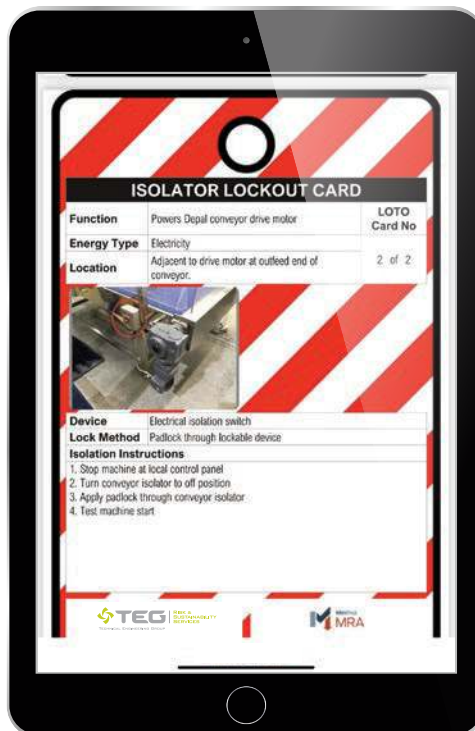 ISOLATOR LOCKOUT CARD
Function Powers Depal conveyor drive motor LOTO Card No
Energy Type Electricity
2 of 2
Location Adjacent to drive motor at outfeed end of
conveyor.
Device Electrical isolation switch
Lock Method Padlock through lockable device
Isolation Instructions
1. Stop machine at local control panel
2. Turn conveyor isolator to off position
3. Apply padlock through conveyor isolator
4. Test machine start
TEG RISK & SUSTAINABILITY SERVICES
MRA